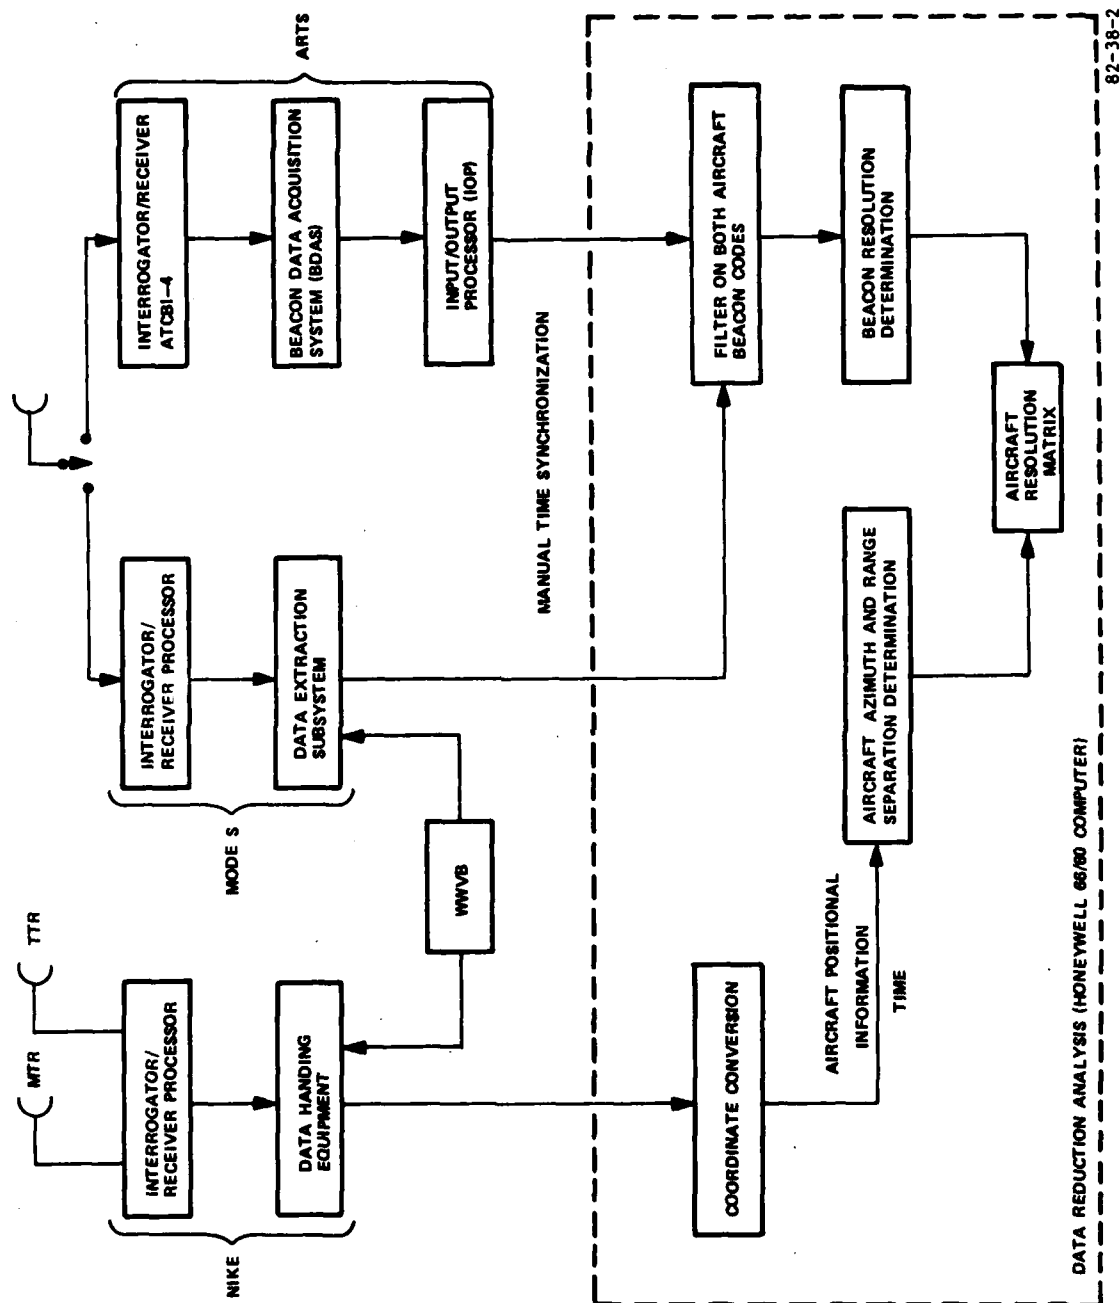 MTR
TTR
NIKE
INTERROGATOR/
RECEIVER PROCESSOR
DATA HANDING
EQUIPMENT
WWVB
MODE S
INTERROGATOR/
RECEIVER PROCESSOR
DATA EXTRACTION
SUBSYSTEM
ARTS
INTERROGATOR/RECEIVER
ATCBI-4
BEACON DATA ACQUISITION
SYSTEM (BDAS)
INPUT/OUTPUT
PROCESSOR (IOP)
MANUAL TIME SYNCHRONIZATION
COORDINATE CONVERSION
AIRCRAFT POSITIONAL
INFORMATION
TIME
AIRCRAFT AZIMUTH AND RANGE
SEPARATION DETERMINATION
FILTER ON BOTH AIRCRAFT
BEACON CODES
BEACON RESOLUTION
DETERMINATION
AIRCRAFT
RESOLUTION
MATRIX
DATA REDUCTION ANALYSIS (HONEYWELL 66/60 COMPUTER)
82-38-2